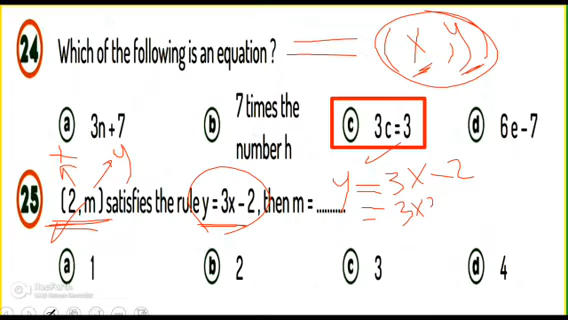 24 Which of the following is an equation ?
(x, y)
a 3n+7
b 7 times the number h
c 3c=3
d 6e-7
x y
y = 3x-2
25 (2, m) satisfies the rule y = 3x-2, then m = ..........
= 3x
a 1
b 2
c 3
d 4